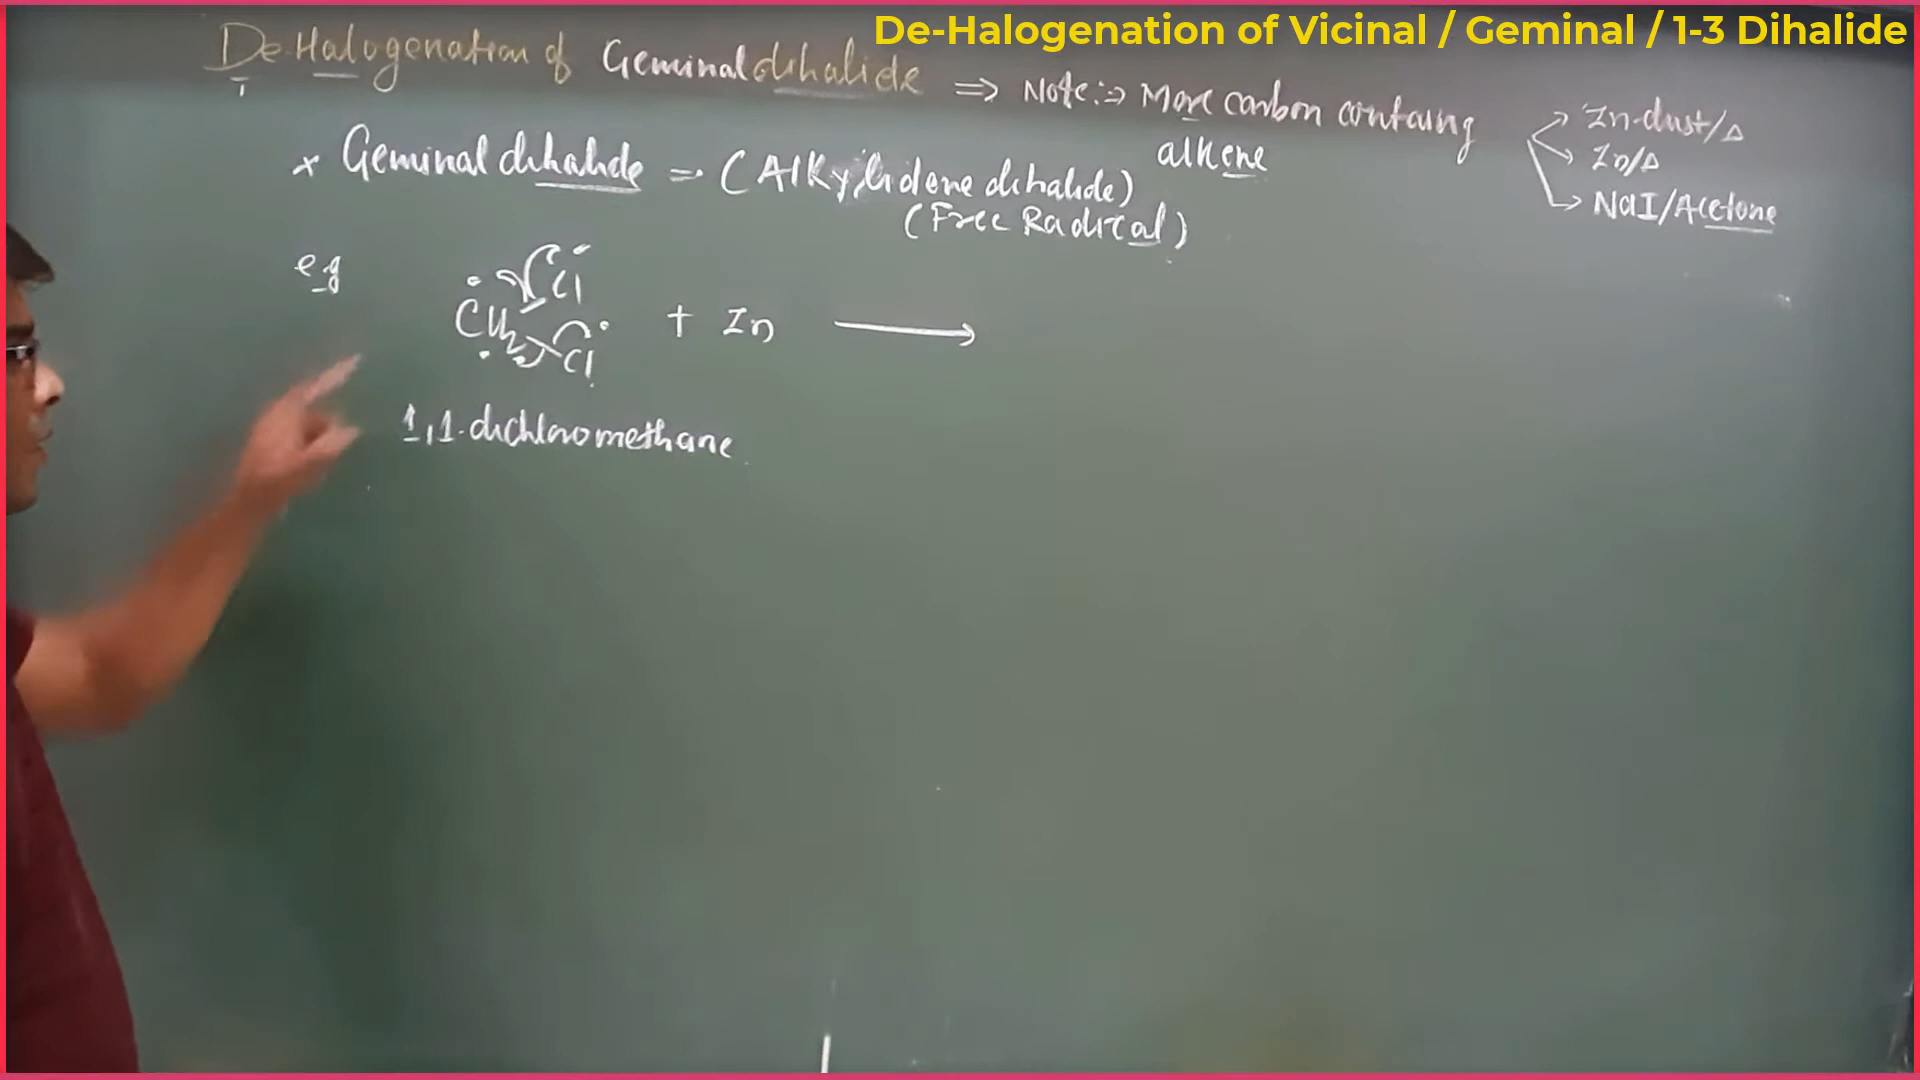 De-Halogenation of Vicinal / Geminal / 1-3 Dihalide
De-Halogenation of Geminal dihalide => Note:→ More carbon containg
alkene
→ Zn-dust/Δ
→ Zn/Δ
→ NaI/Acetone
× Geminal dihalide = (Alkylidene dihalide)
(Free Radical)
e.g
Cl
CH2 + Zn →
Cl
1,1-dichloromethane